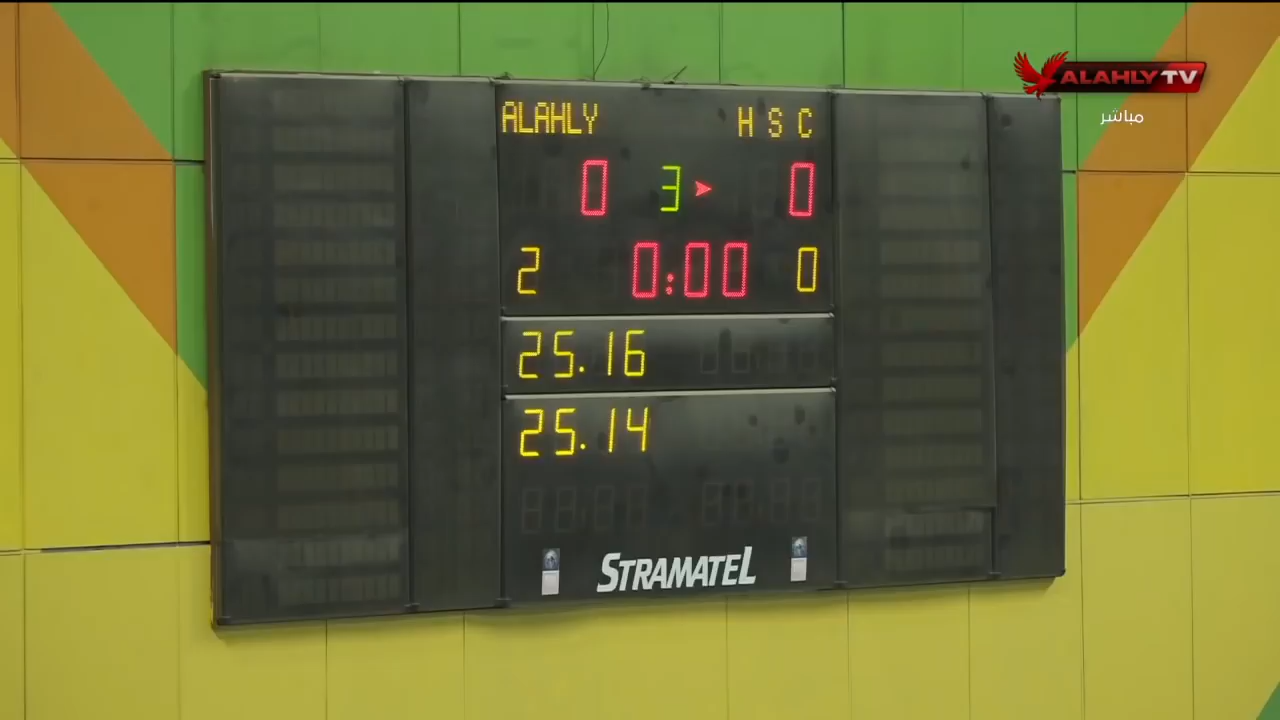 ALAHLY TV
مباشر
ALAHLY H S C
0 3 0
2 0:00 0
25.16
25.14
STRAMATEL